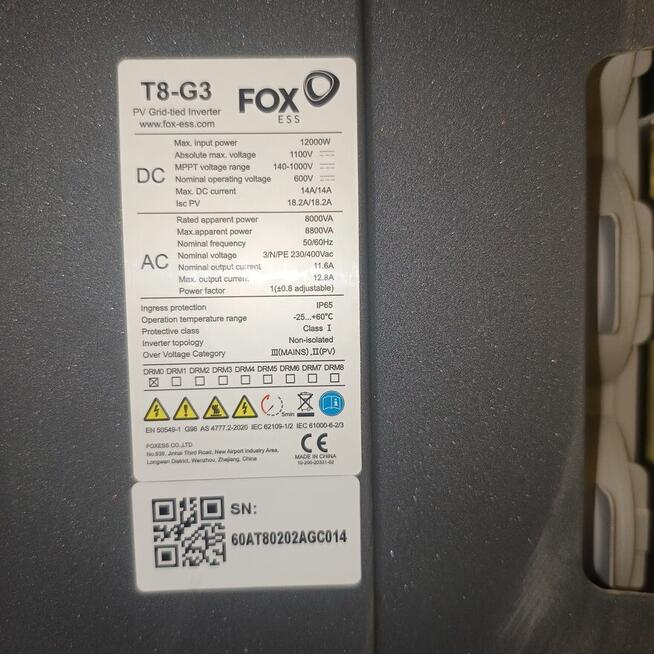 T8-G3
PV Grid-tied Inverter
www.fox-ess.com
FOX
ESS
DC
Max. input power 12000W
Absolute max. voltage 1100V
MPPT voltage range 140-1000V
Nominal operating voltage 600V
Max. DC current 14A/14A
Isc PV 18.2A/18.2A
AC
Rated apparent power 8000VA
Max.apparent power 8800VA
Nominal frequency 50/60Hz
Nominal voltage 3/N/PE 230/400Vac
Nominal output current 11.6A
Max. output current 12.8A
Power factor 1(±0.8 adjustable)
Ingress protection IP65
Operation temperature range -25...+60℃
Protective class Class Ⅰ
Inverter topology Non-isolated
Over Voltage Category Ⅲ(MAINS),Ⅱ(PV)
DRM0 DRM1 DRM2 DRM3 DRM4 DRM5 DRM6 DRM7 DRM8
5min
EN 50549-1 G98 AS 4777.2-2020 IEC 62109-1/2 IEC 61000-6-2/3
FOXESS CO.,LTD
No.939, Jinhai Third Road, New Airport Industry Area,
Longwan District, Wenzhou, Zhejiang, China
CE
MADE IN CHINA
10-200-20331-02
SN:
60AT80202AGC014